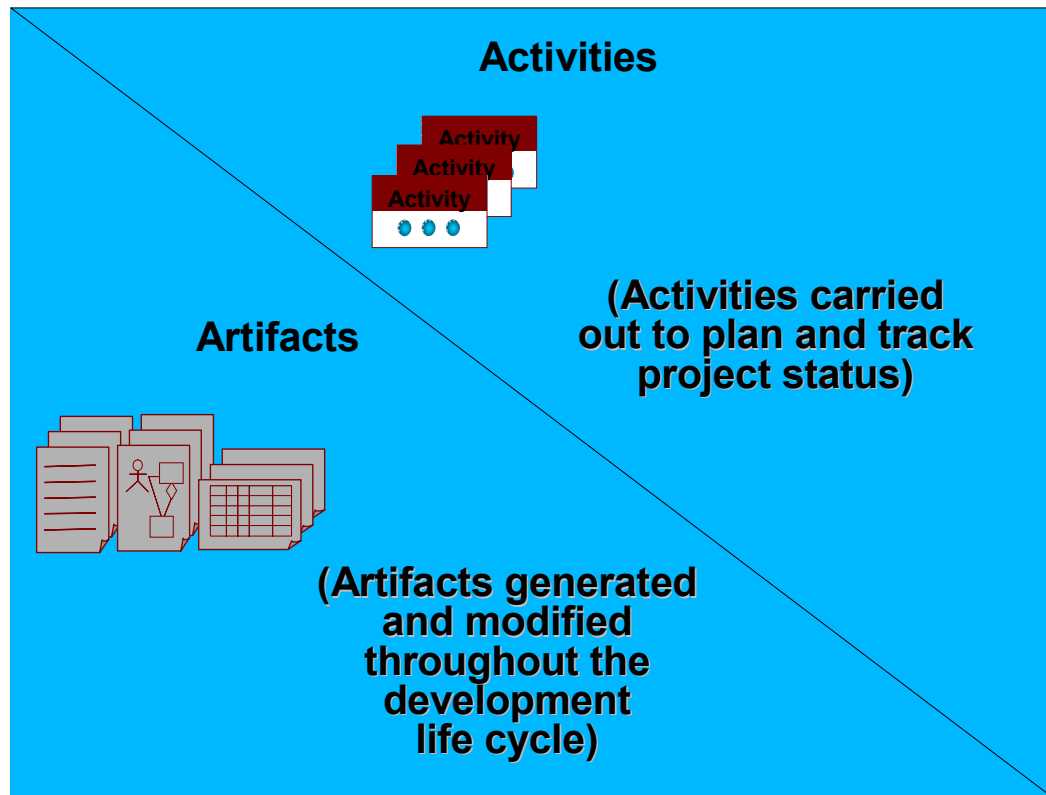 Activities
Activity
Activity
Activity
(Activities carried
out to plan and track
project status)
Artifacts
(Artifacts generated
and modified
throughout the
development
life cycle)